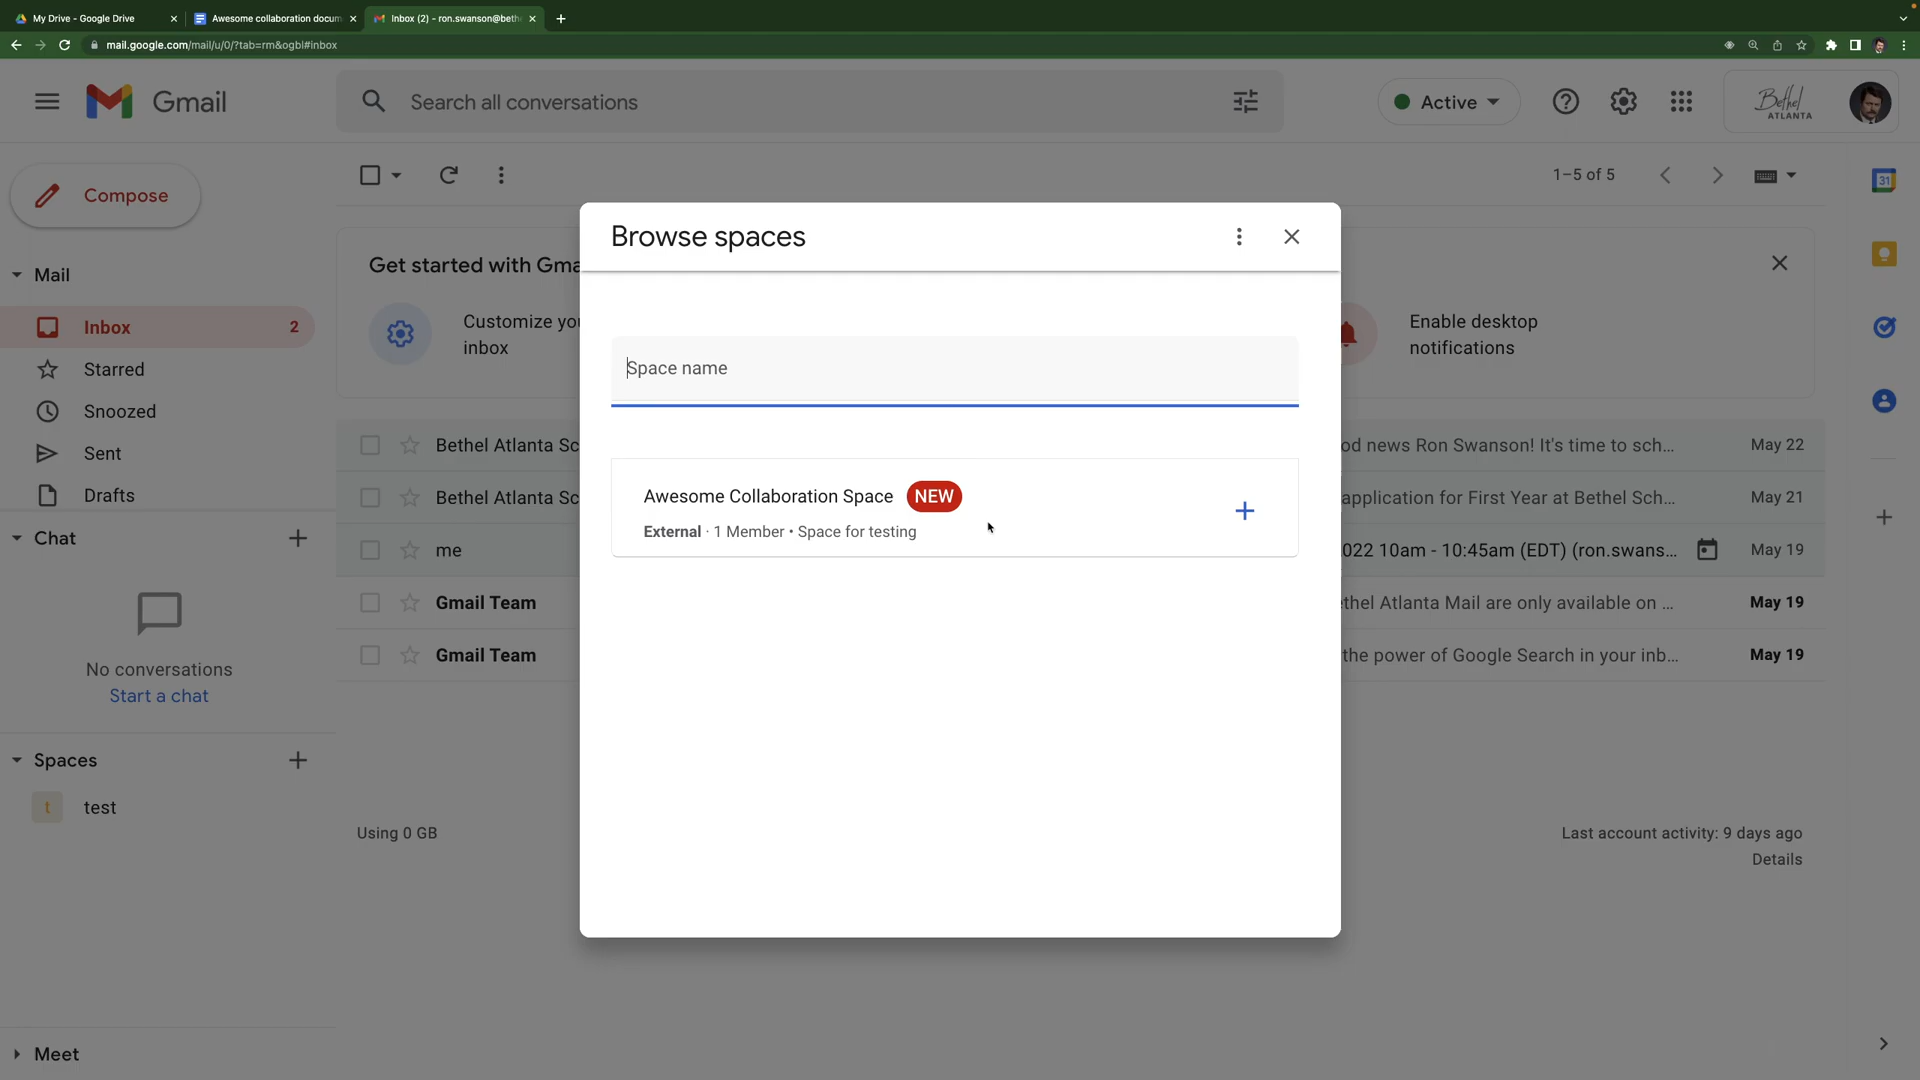 My Drive - Google Drive
Awesome collaboration docum
Inbox (2) - ron.swanson@beth
mail.google.com/mail/u/0/?tab=rm&ogbl#inbox
Gmail
Search all conversations
Active
Bethel
ATLANTA
Compose
1–5 of 5
31
Mail
Inbox 2
Starred
Snoozed
Sent
Drafts
Get started with Gma
Customize you
inbox
Enable desktop
notifications
Browse spaces
Space name
Awesome Collaboration Space NEW
External · 1 Member • Space for testing
Bethel Atlanta Sc
od news Ron Swanson! It's time to sch... May 22
Bethel Atlanta Sc
application for First Year at Bethel Sch... May 21
me
022 10am - 10:45am (EDT) (ron.swans... May 19
Gmail Team
ethel Atlanta Mail are only available on ... May 19
Gmail Team
the power of Google Search in your inb... May 19
Chat
No conversations
Start a chat
Spaces
t test
Using 0 GB
Last account activity: 9 days ago
Details
Meet